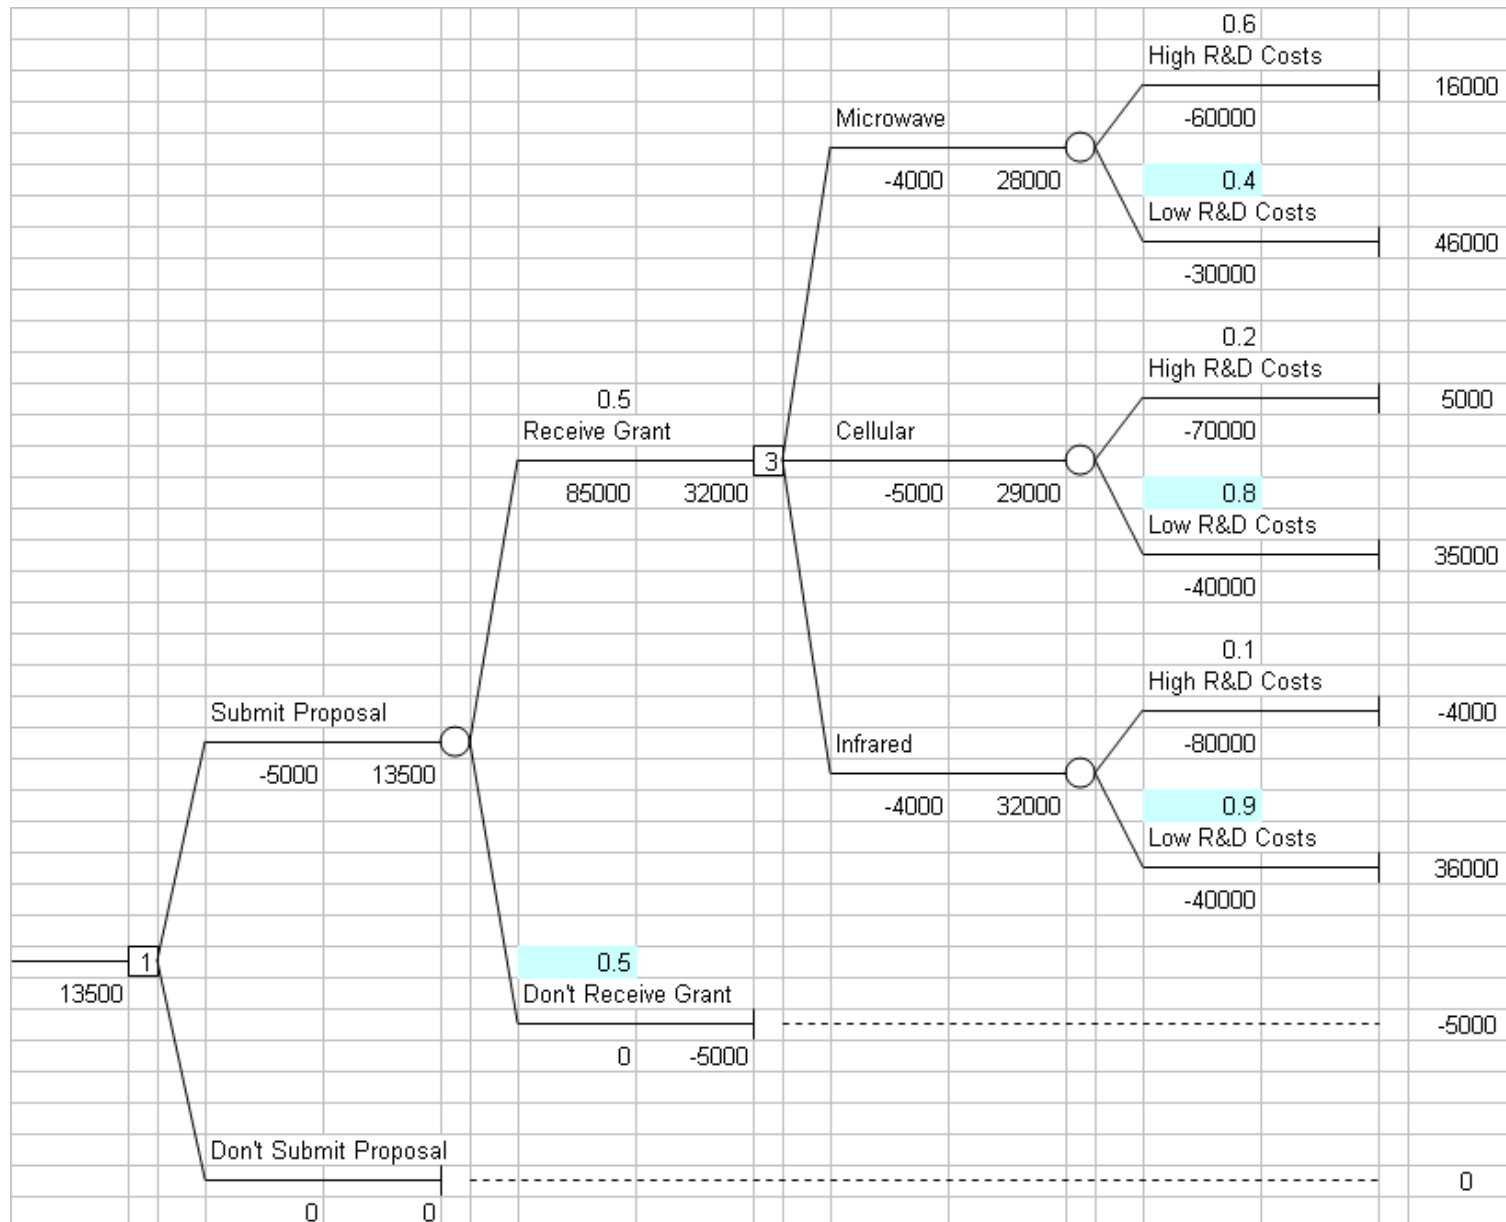 0.6
High R&D Costs
16000
Microwave
-60000
-4000 28000
0.4
Low R&D Costs
46000
-30000
0.2
High R&D Costs
0.5
5000
Receive Grant
Cellular
-70000
3
85000 32000
-5000 29000
0.8
Low R&D Costs
35000
-40000
0.1
High R&D Costs
Submit Proposal
-4000
Infrared
-80000
-5000 13500
-4000 32000
0.9
Low R&D Costs
36000
-40000
1
0.5
13500
Don't Receive Grant
-5000
0 -5000
Don't Submit Proposal
0
0 0